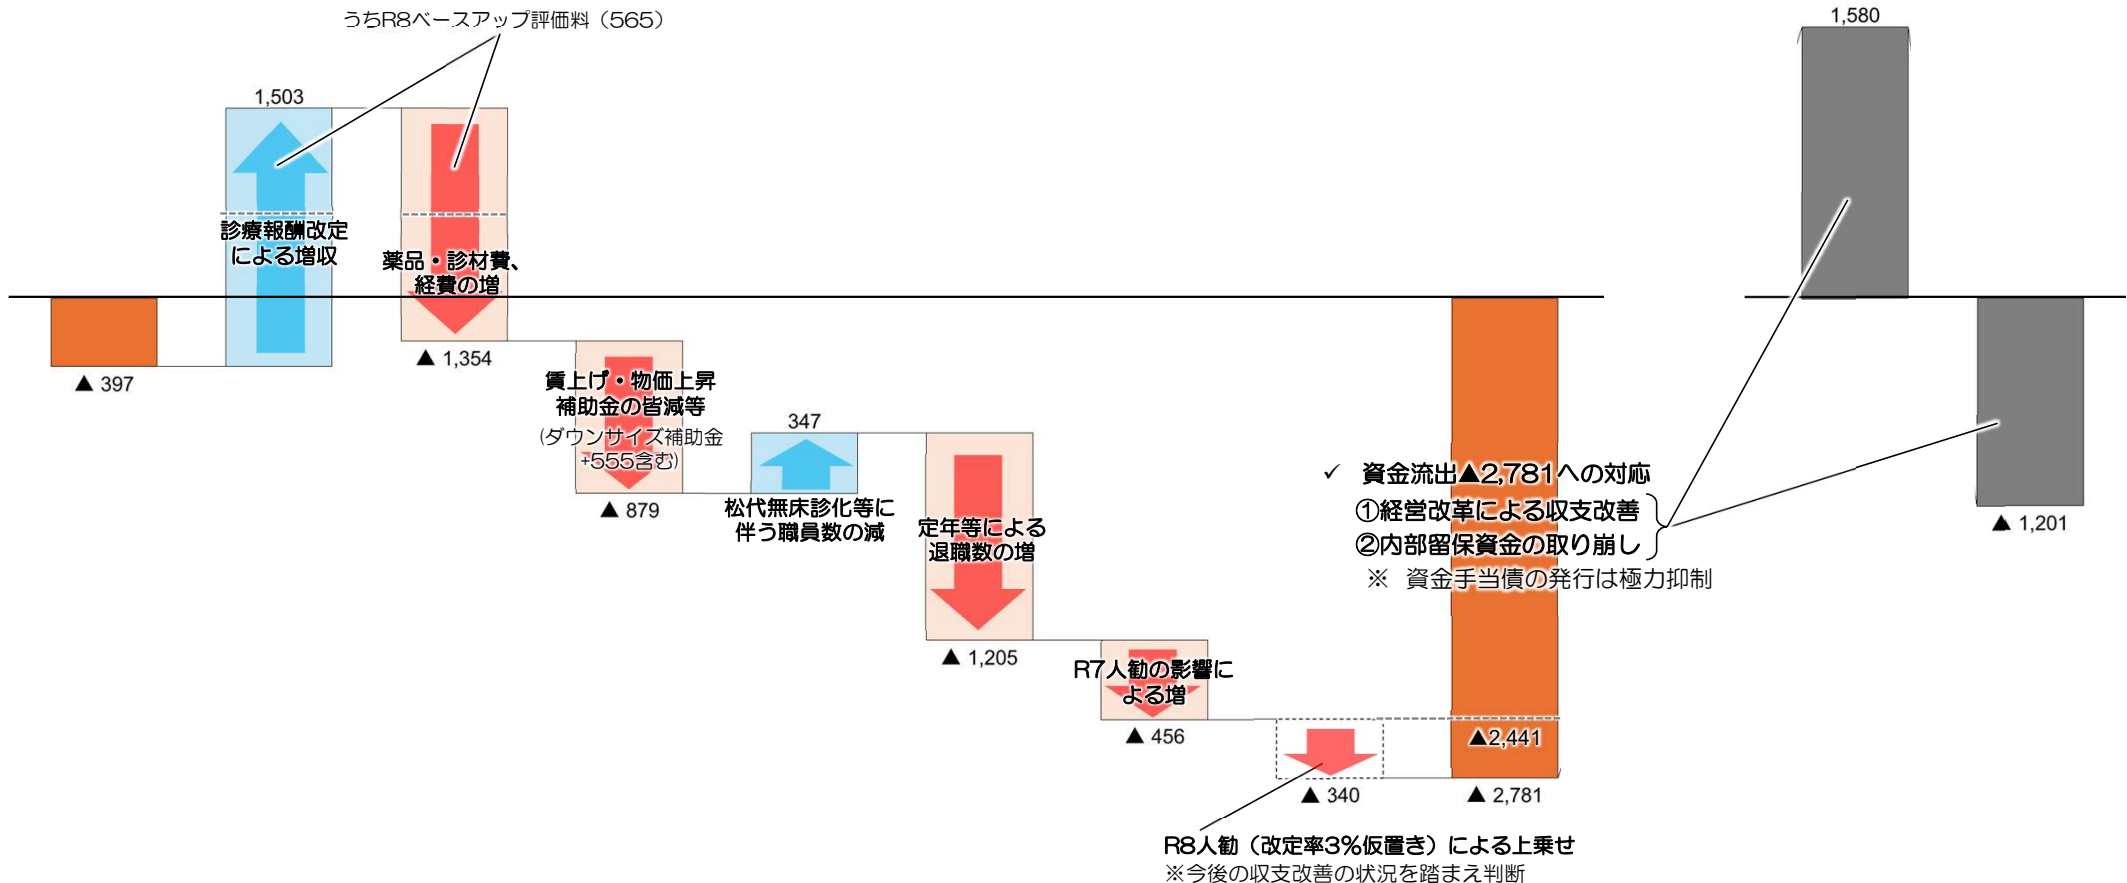 うちR8ベースアップ評価料（565）
1,580
1,503
診療報酬改定
による増収
薬品・診材費、
経費の増
▲ 1,354
▲ 397
賃上げ・物価上昇
補助金の皆減等
(ダウンサイズ補助金
+555含む)
▲ 879
347
松代無床診化等に
伴う職員数の減
定年等による
退職数の増
▲ 1,205
R7人勧の影響に
よる増
▲ 456
✓ 資金流出▲2,781への対応
①経営改革による収支改善
②内部留保資金の取り崩し
※ 資金手当債の発行は極力抑制
▲ 1,201
▲2,441
▲ 340
▲ 2,781
R8人勧（改定率3%仮置き）による上乗せ
※今後の収支改善の状況を踏まえ判断